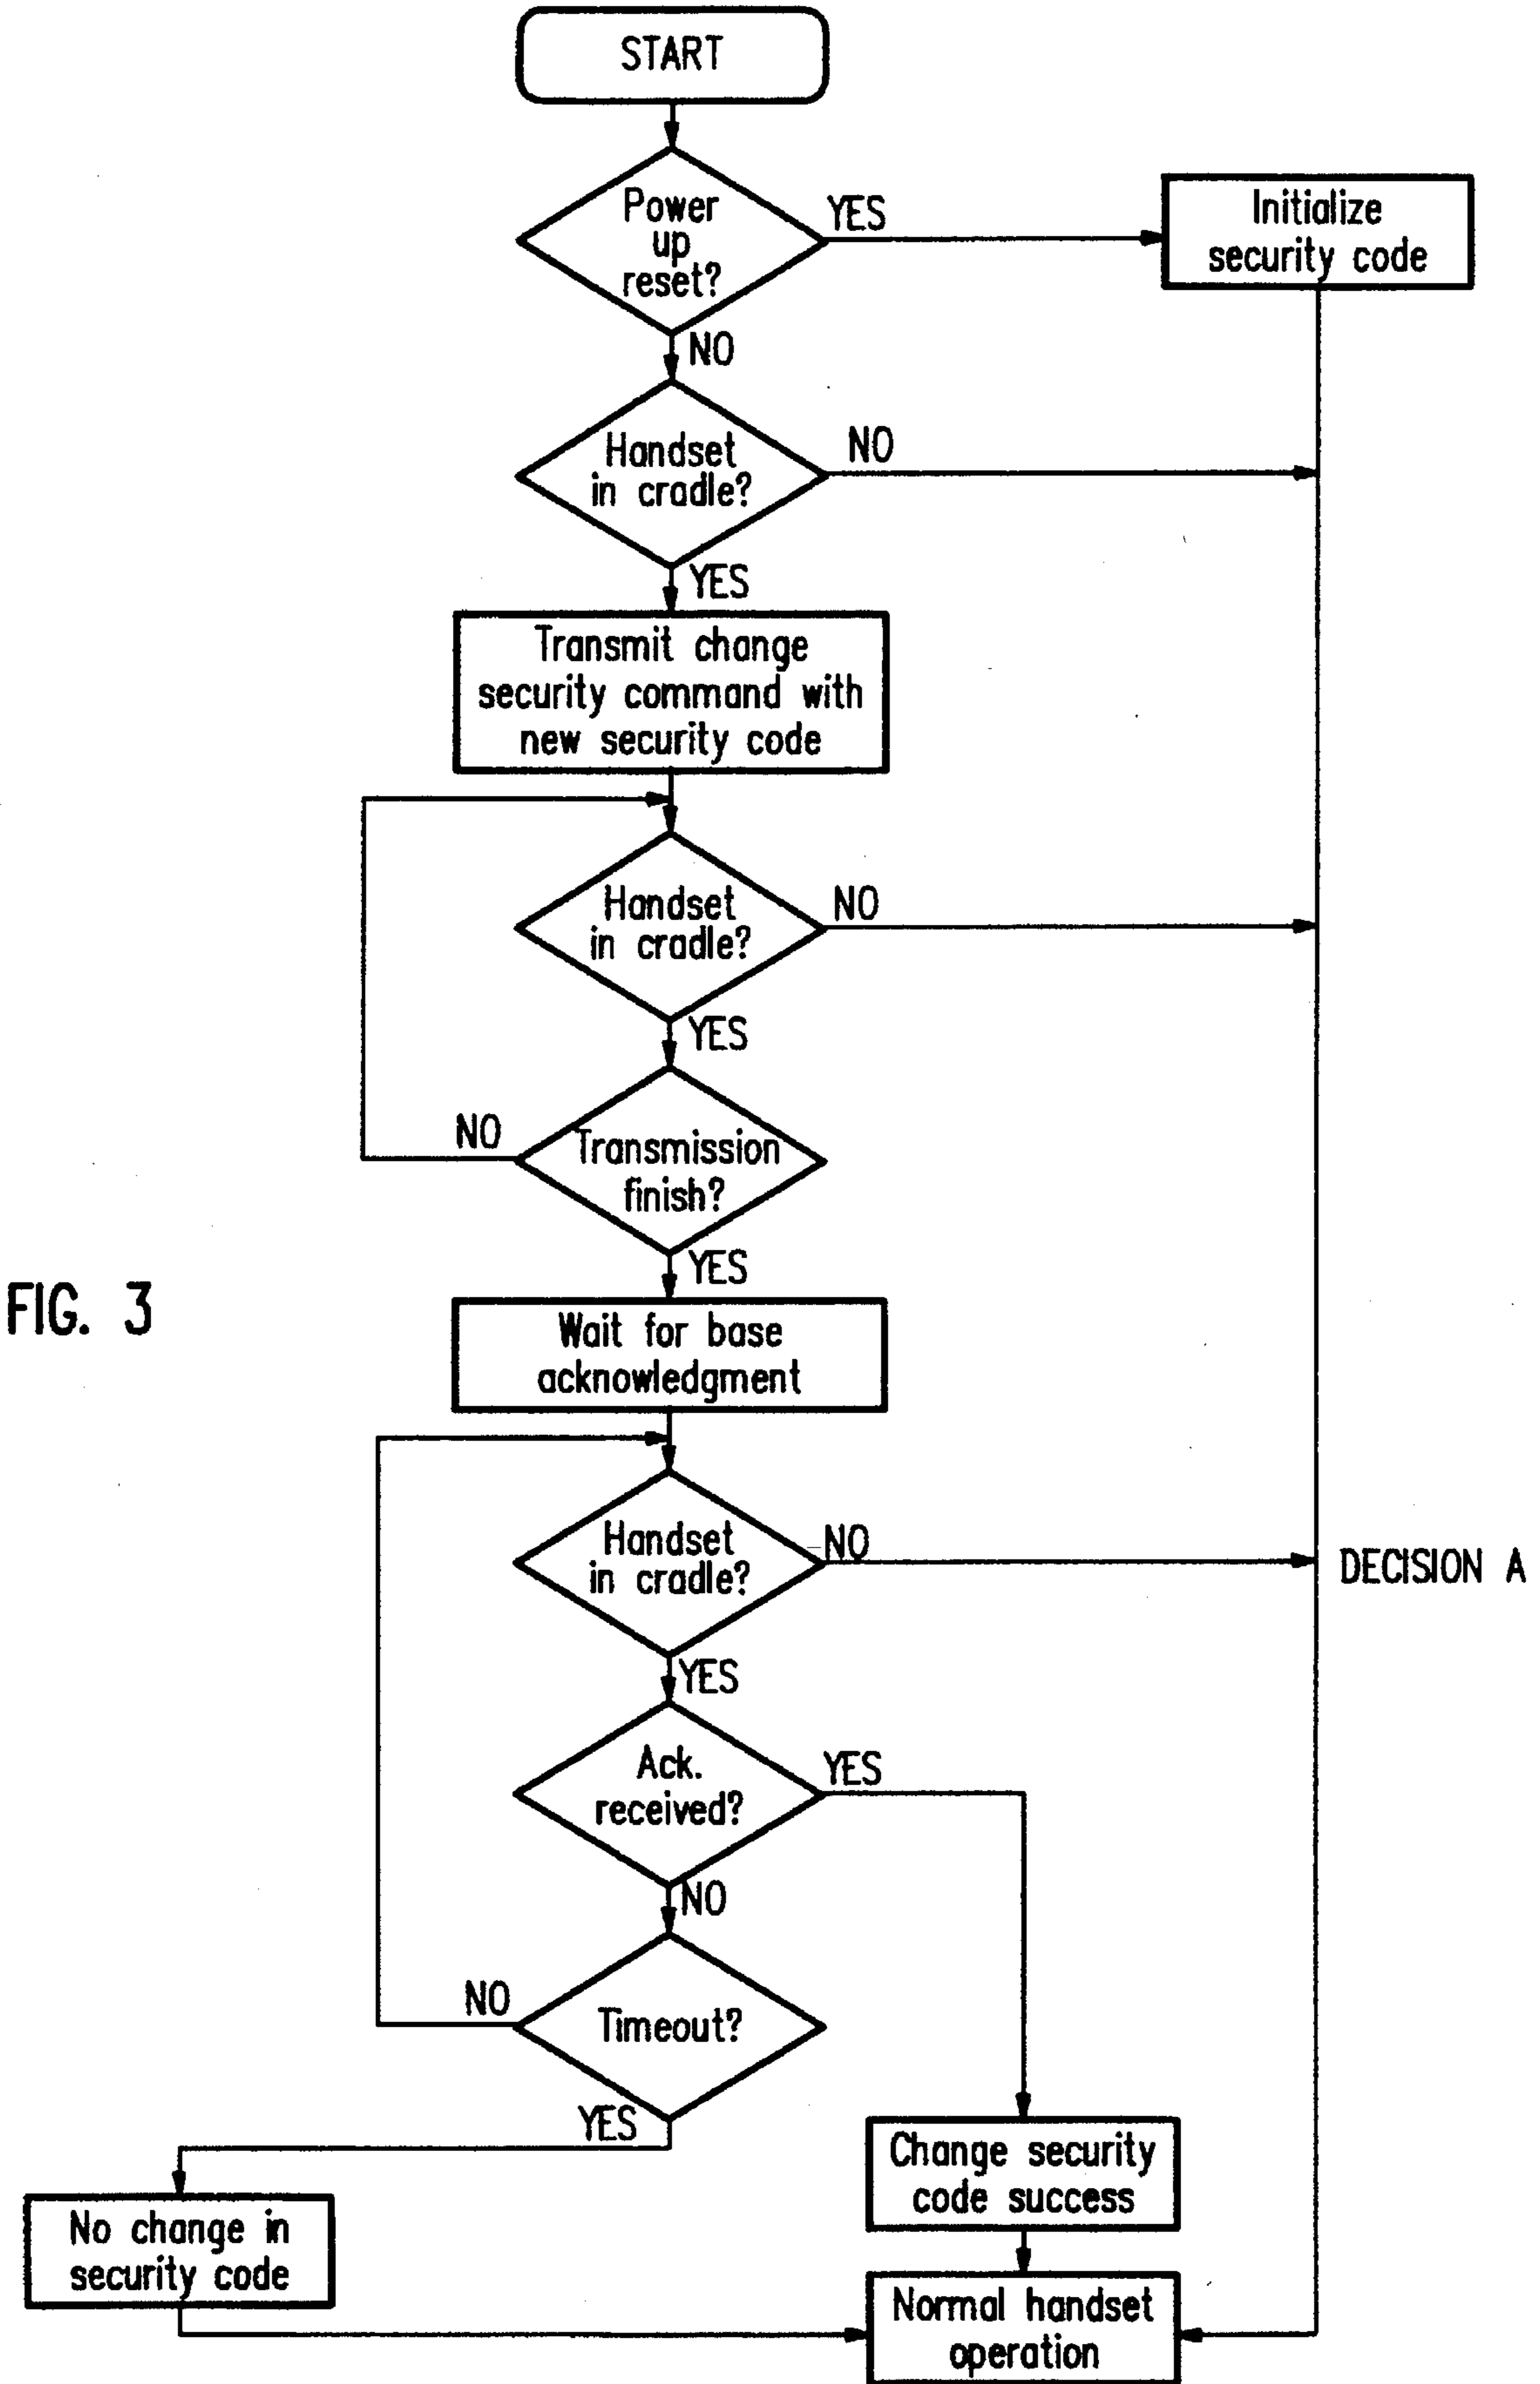 START
Power
up
reset?
YES
Initialize
security code
NO
Handset
in cradle?
NO
YES
Transmit change
security command with
new security code
Handset
in cradle?
NO
YES
NO
Transmission
finish?
YES
FIG. 3
Wait for base
acknowledgment
Handset
in cradle?
NO
DECISION A
YES
Ack.
received?
YES
NO
NO
Timeout?
YES
Change security
code success
No change in
security code
Normal handset
operation